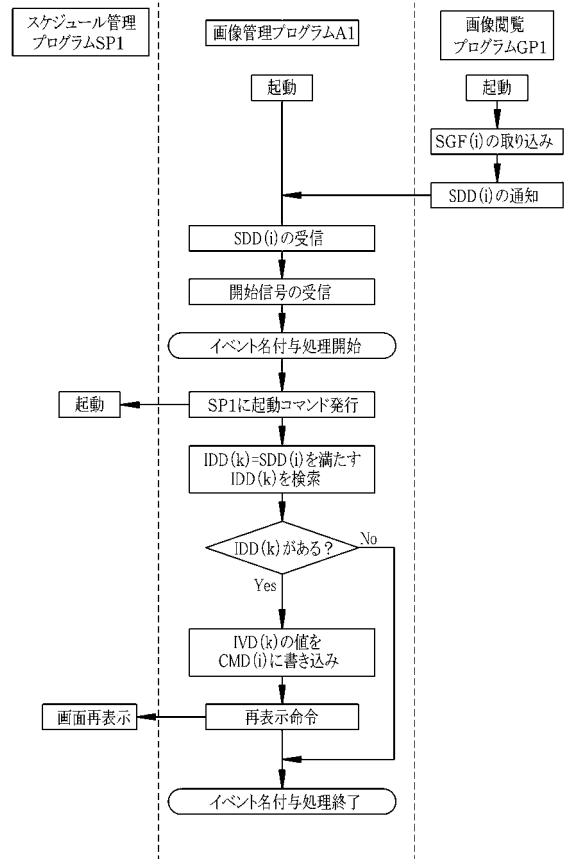 スケジュール管理
プログラムSP1
画像管理プログラムA1
画像閲覧
プログラムGP1
起動
起動
SGF(i)の取り込み
SDD(i)の通知
SDD(i)の受信
開始信号の受信
イベント名付与処理開始
起動
SP1に起動コマンド発行
IDD(k)=SDD(i)を満たす
IDD(k)を検索
IDD(k)がある?
No
Yes
IVD(k)の値を
CMD(i)に書き込み
画面再表示
再表示命令
イベント名付与処理終了